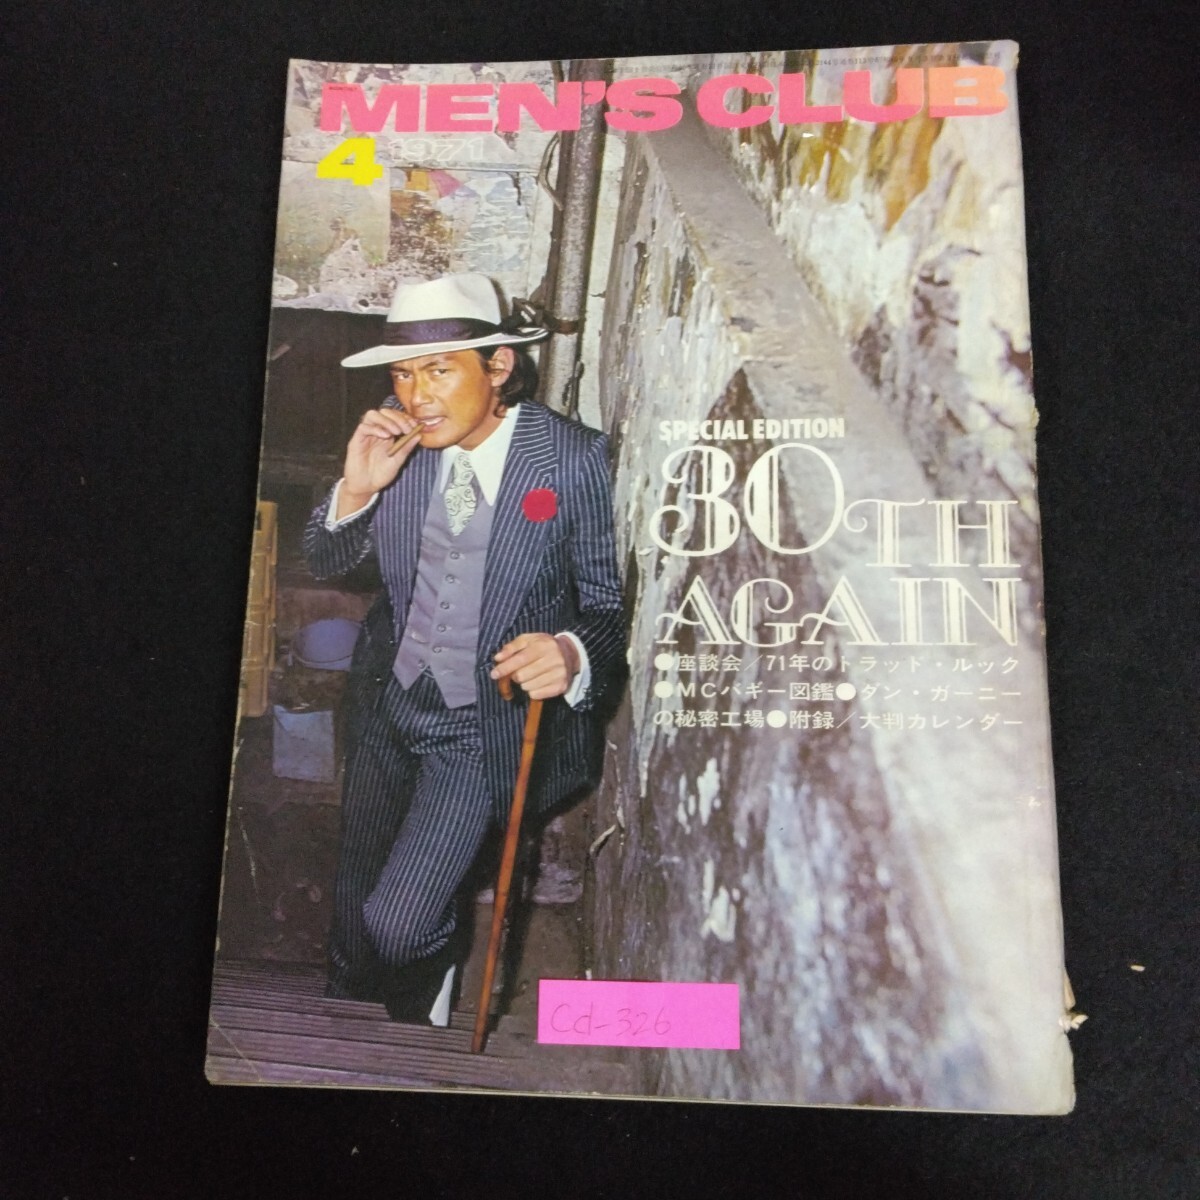 MONTHLY
MEN'S CLUB
4 1971
SPECIAL EDITION
30TH
AGAIN
●座談会/71年のトラッド・ルック
●MCバギー図鑑●ダン・ガーニー
の秘密工場●附録/大判カレンダー
Cd-326